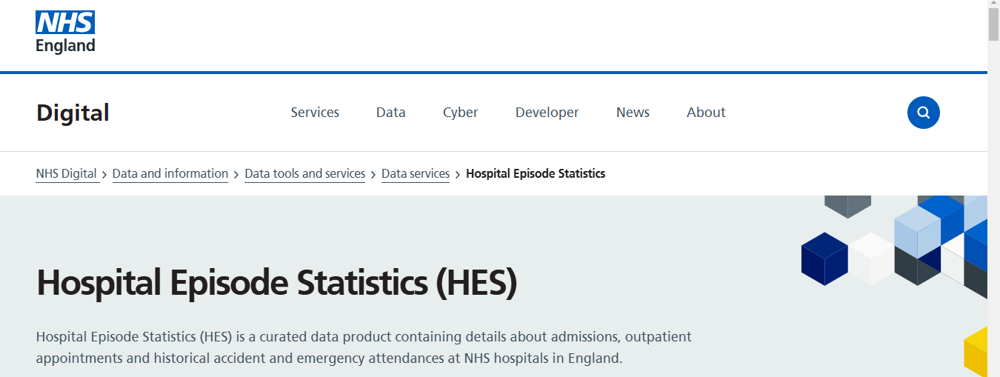 NHS
England
Digital
Services Data Cyber Developer News About
NHS Digital > Data and information > Data tools and services > Data services > Hospital Episode Statistics
Hospital Episode Statistics (HES)
Hospital Episode Statistics (HES) is a curated data product containing details about admissions, outpatient
appointments and historical accident and emergency attendances at NHS hospitals in England.